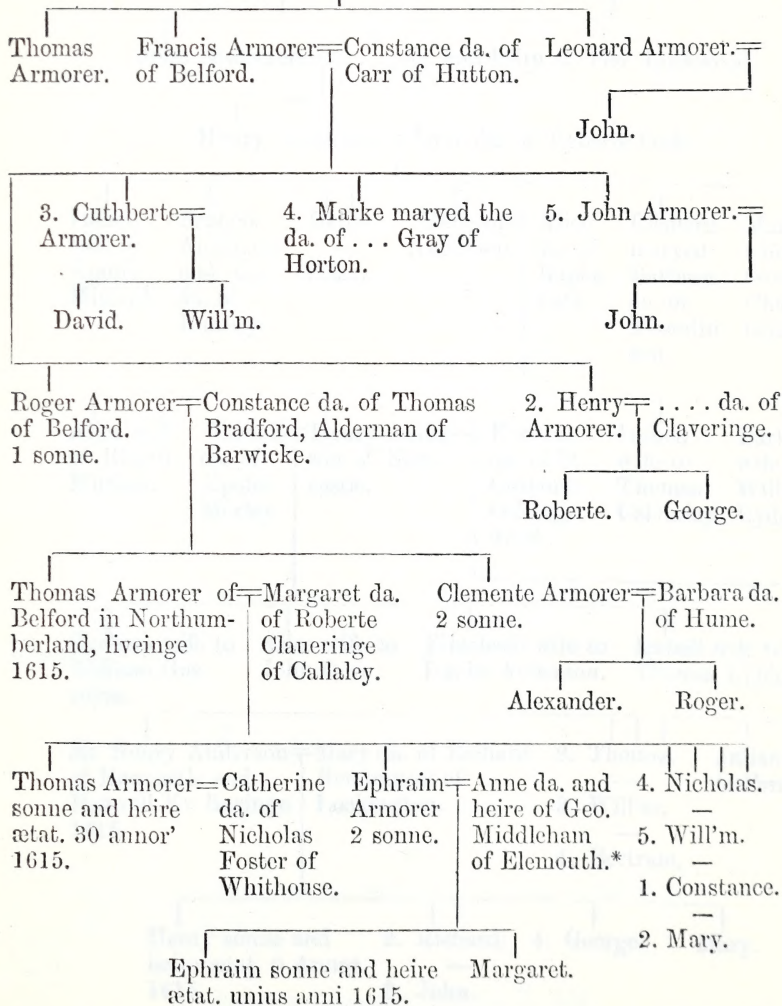 Thomas Armorer.
Francis Armorer of Belford.
Constance da. of Carr of Hutton.
Leonard Armorer.
John.
3. Cuthberte Armorer.
4. Marke maryed the da. of . . . Gray of Horton.
5. John Armorer.
David.
Will'm.
John.
Roger Armorer of Belford. 1 sonne.
Constance da. of Thomas Bradford, Alderman of Barwicke.
2. Henry Armorer.
. . . . da. of Claveringe.
Roberte.
George.
Thomas Armorer of Belford in Northum-
berland, liveinge 1615.
Margaret da. of Roberte Claueringe of Callaley.
Clemente Armorer 2 sonne.
Barbara da. of Hume.
Alexander.
Roger.
Thomas Armorer sonne and heire ætat. 30 annor' 1615.
Catherine da. of Nicholas Foster of Whithouse.
Ephraim Armorer 2 sonne.
Anne da. and heire of Geo. Middleham of Elemouth.*
4. Nicholas.
—
5. Will'm.
—
1. Constance.
—
2. Mary.
Ephraim sonne and heire ætat. unius anni 1615.
Margaret.